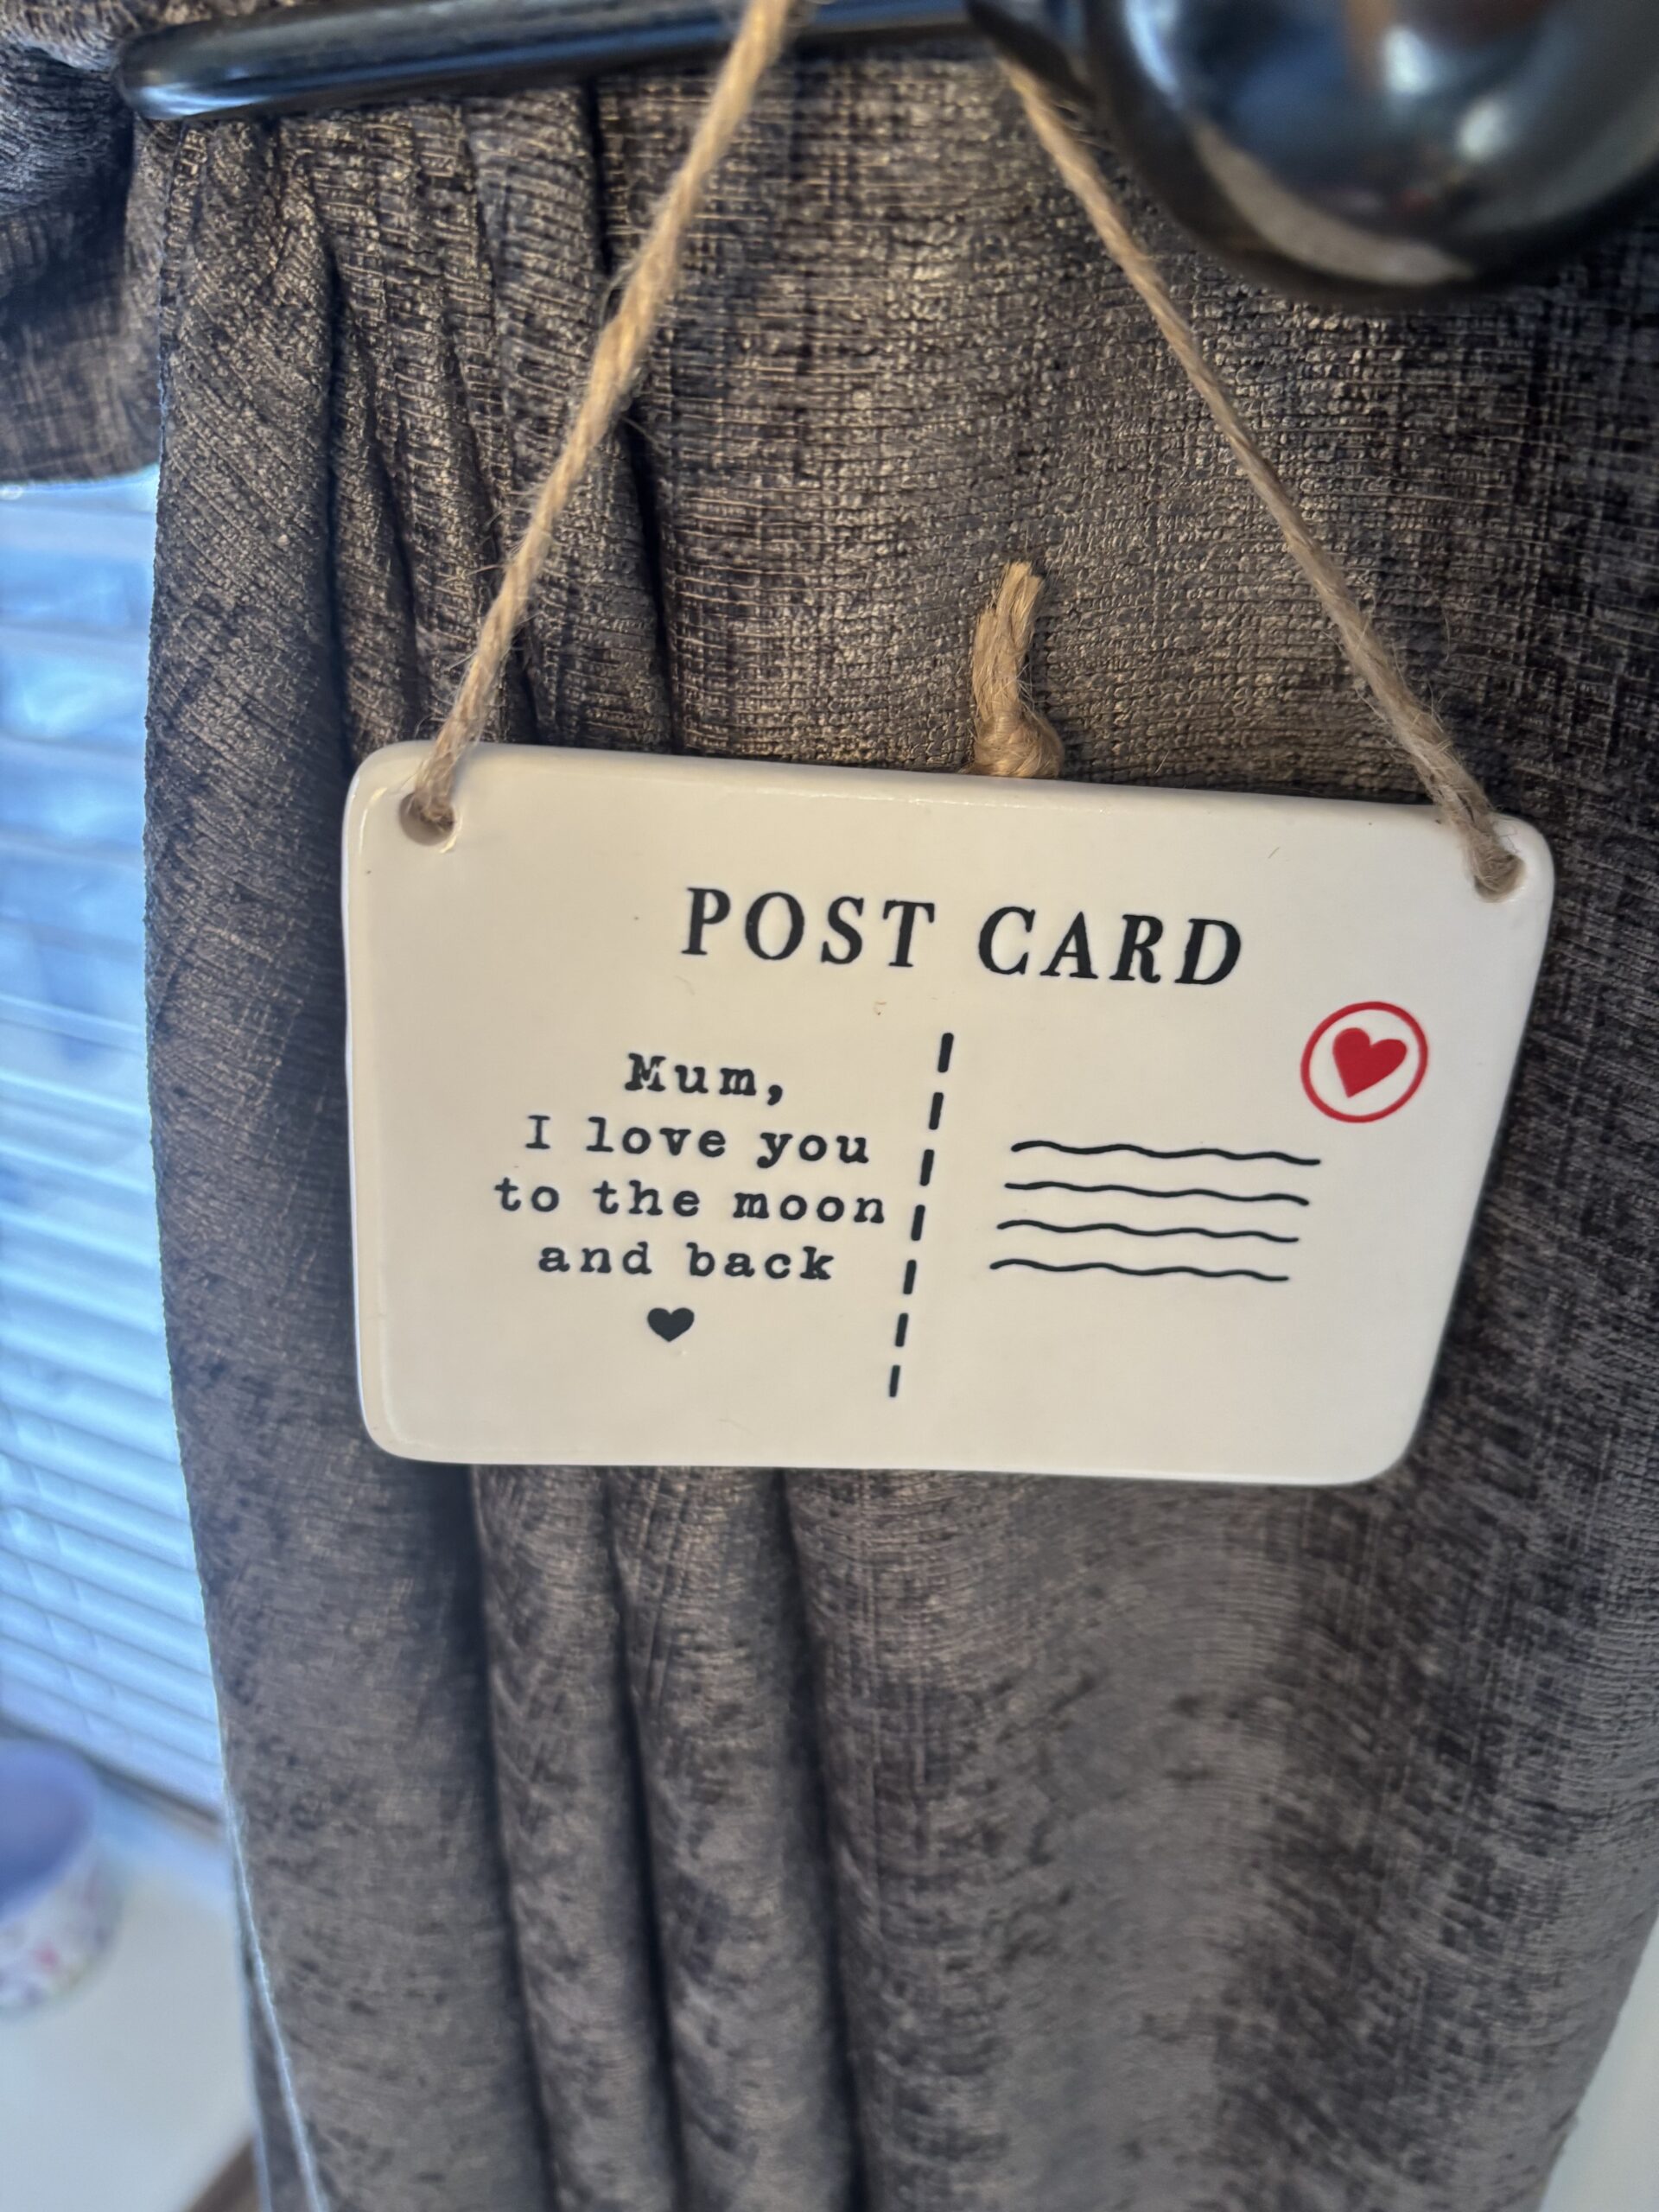 POST CARD
Mum,
I love you
to the moon
and back